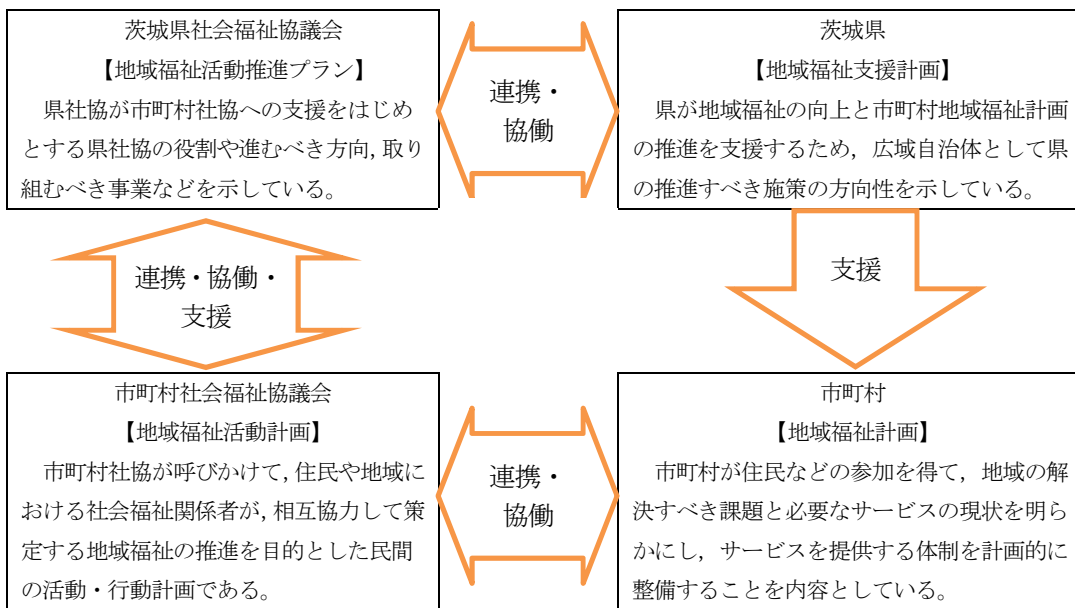 茨城県社会福祉協議会
【地域福祉活動推進プラン】
県社協が市町村社協への支援をはじめ
とする県社協の役割や進むべき方向,取り
組むべき事業などを示している。
連携・
協働
茨城県
【地域福祉支援計画】
県が地域福祉の向上と市町村地域福祉計画
の推進を支援するため，広域自治体として県
の推進すべき施策の方向性を示している。
連携・協働・
支援
支援
市町村社会福祉協議会
【地域福祉活動計画】
市町村社協が呼びかけて,住民や地域に
おける社会福祉関係者が,相互協力して策
定する地域福祉の推進を目的とした民間
の活動・行動計画である。
連携・
協働
市町村
【地域福祉計画】
市町村が住民などの参加を得て，地域の解
決すべき課題と必要なサービスの現状を明ら
かにし，サービスを提供する体制を計画的に
整備することを内容としている。